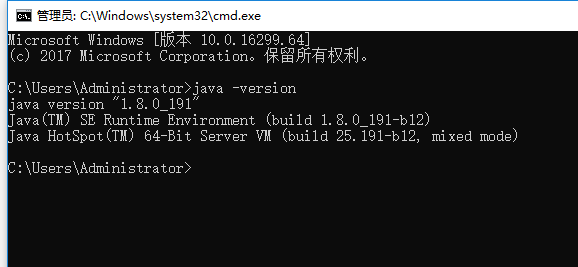 管理员: C:\Windows\system32\cmd.exe
Microsoft Windows [版本 10.0.16299.64]
(c) 2017 Microsoft Corporation。保留所有权利。
C:\Users\Administrator>java -version
java version "1.8.0_191"
Java(TM) SE Runtime Environment (build 1.8.0_191-b12)
Java HotSpot(TM) 64-Bit Server VM (build 25.191-b12, mixed mode)
C:\Users\Administrator>